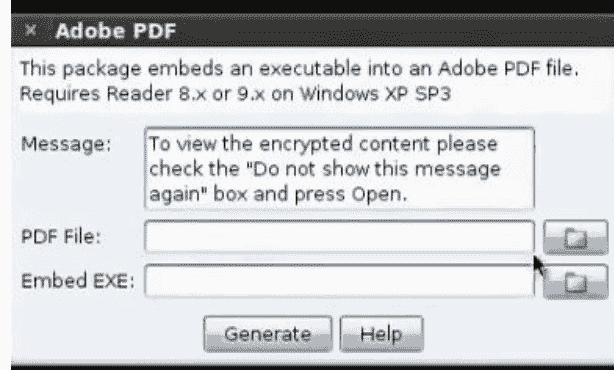 × Adobe PDF
This package embeds an executable into an Adobe PDF file.
Requires Reader 8.x or 9.x on Windows XP SP3
Message: To view the encrypted content please
check the "Do not show this message
again" box and press Open.
PDF File:
Embed EXE:
Generate Help